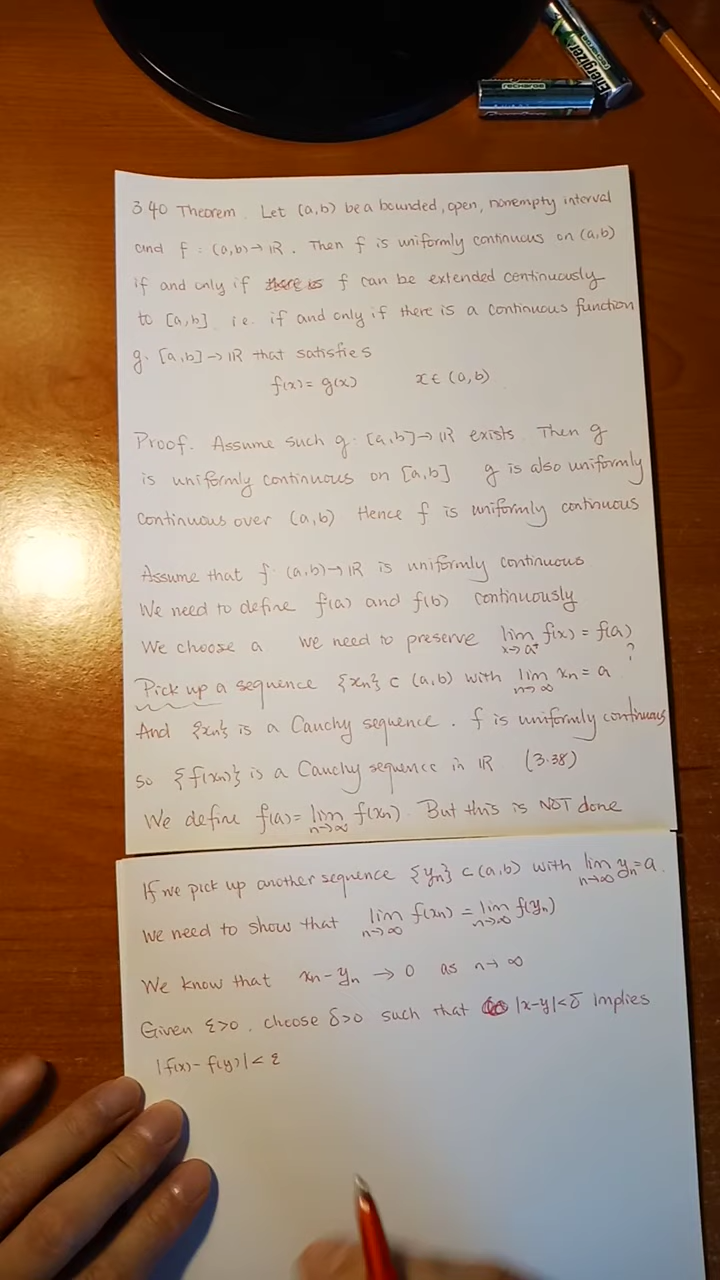 Energizer
recharge
3.40 Theorem. Let (a,b) be a bounded, open, nonempty interval
and f : (a,b) → ℝ. Then f is uniformly continuous on (a,b)
if and only if there is f can be extended continuously
to [a,b] i.e. if and only if there is a continuous function
g: [a,b] → ℝ that satisfies
f(x) = g(x) x ∈ (a,b)
Proof. Assume such g: [a,b] → ℝ exists. Then g
is uniformly continuous on [a,b] g is also uniformly
continuous over (a,b) Hence f is uniformly continuous
Assume that f: (a,b) → ℝ is uniformly continuous
We need to define f(a) and f(b) continuously
We choose a we need to preserve lim x→a⁺ f(x) = f(a)
?
Pick up a sequence {xn} ⊂ (a,b) with lim n→∞ xn = a
And {xn} is a Cauchy sequence. f is uniformly continuous
so {f(xn)} is a Cauchy sequence in ℝ (3.38)
We define f(a) = lim n→∞ f(xn). But this is NOT done
If we pick up another sequence {yn} ⊂ (a,b) with lim n→∞ yn = a.
We need to show that lim n→∞ f(xn) = lim n→∞ f(yn)
We know that xn - yn → 0 as n → ∞
Given ε>0, choose δ>0 such that |x-y|<δ implies
|f(x) - f(y)| < ε